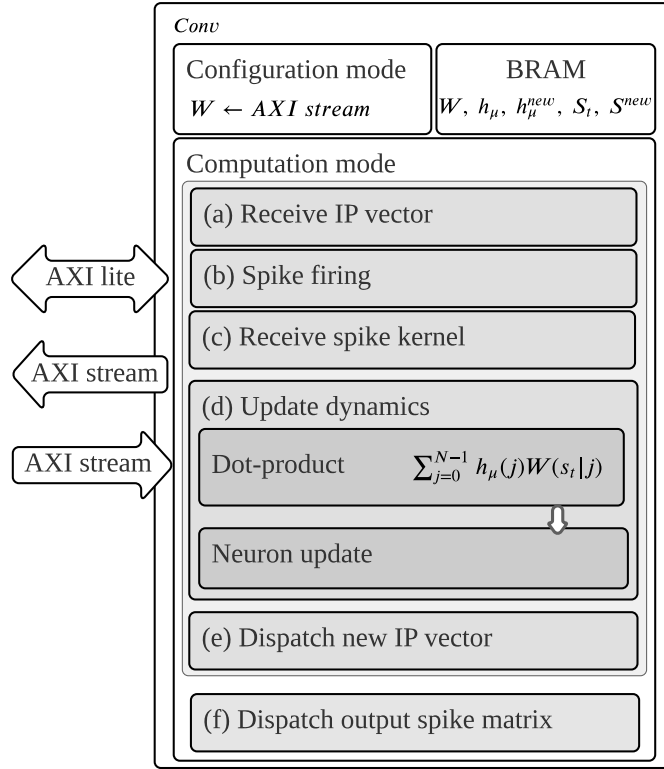 Conv
Configuration mode
W ← AXI stream
BRAM
W, h_μ, h_μ^{new}, S_t, S^{new}
Computation mode
(a) Receive IP vector
AXI lite
(b) Spike firing
(c) Receive spike kernel
AXI stream
(d) Update dynamics
AXI stream
Dot-product ∑_{j=0}^{N−1} h_μ(j)W(s_t|j)
Neuron update
(e) Dispatch new IP vector
(f) Dispatch output spike matrix